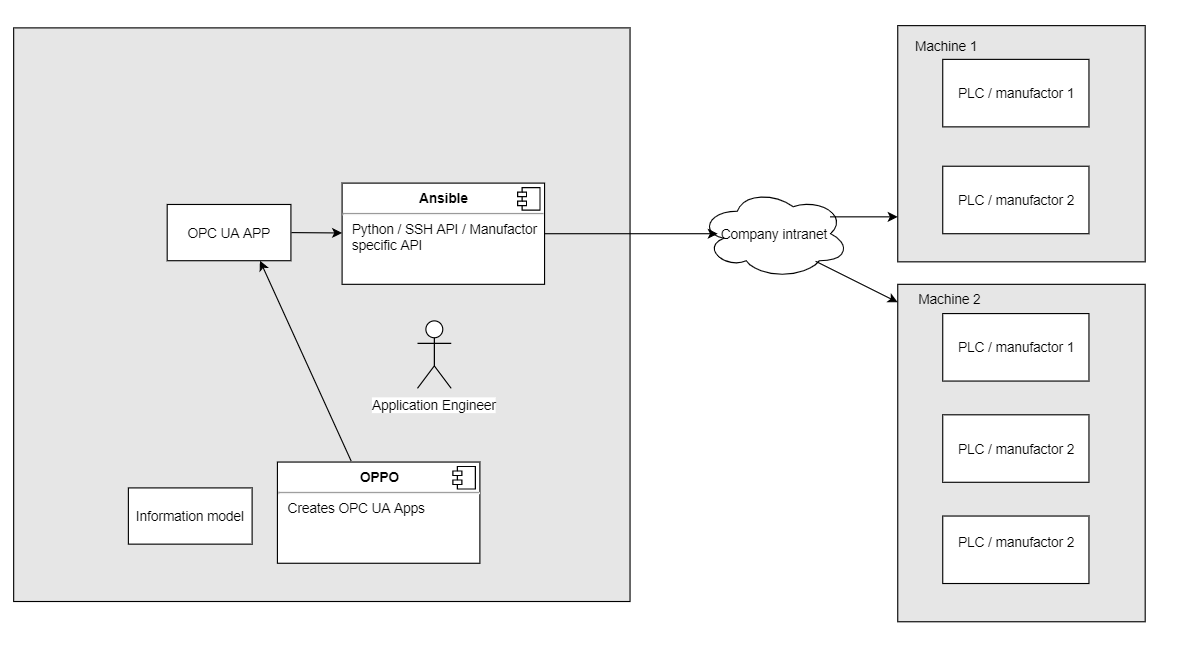 Machine 1
PLC / manufactor 1
PLC / manufactor 2
Ansible
Python / SSH API / Manufactor
specific API
OPC UA APP
Company intranet
Machine 2
PLC / manufactor 1
PLC / manufactor 2
PLC / manufactor 2
Application Engineer
OPPO
Creates OPC UA Apps
Information model